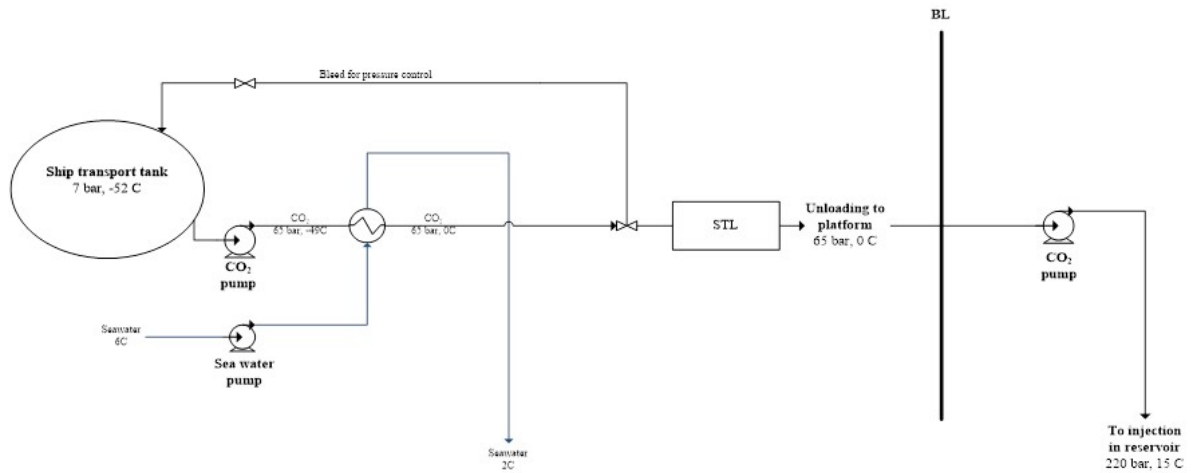 BL
Bleed for pressure control
Ship transport tank
7 bar, -52 C
CO₂
65 bar, -49C
CO₂
65 bar, 0C
STL
Unloading to
platform
65 bar, 0 C
CO₂
pump
CO₂
pump
Seawater
6C
Sea water
pump
To injection
in reservoir
220 bar, 15 C
Seawater
2C